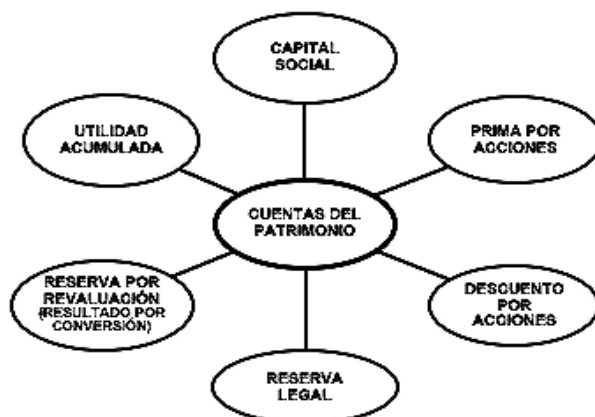 CAPITAL
SOCIAL
UTILIDAD
ACUMULADA
PRIMA POR
ACCIONES
CUENTAS DEL
PATRIMONIO
RESERVA POR
REVALUACIÓN
(RESULTADO POR
CONVERSIÓN)
DESCUENTO
POR
ACCIONES
RESERVA
LEGAL